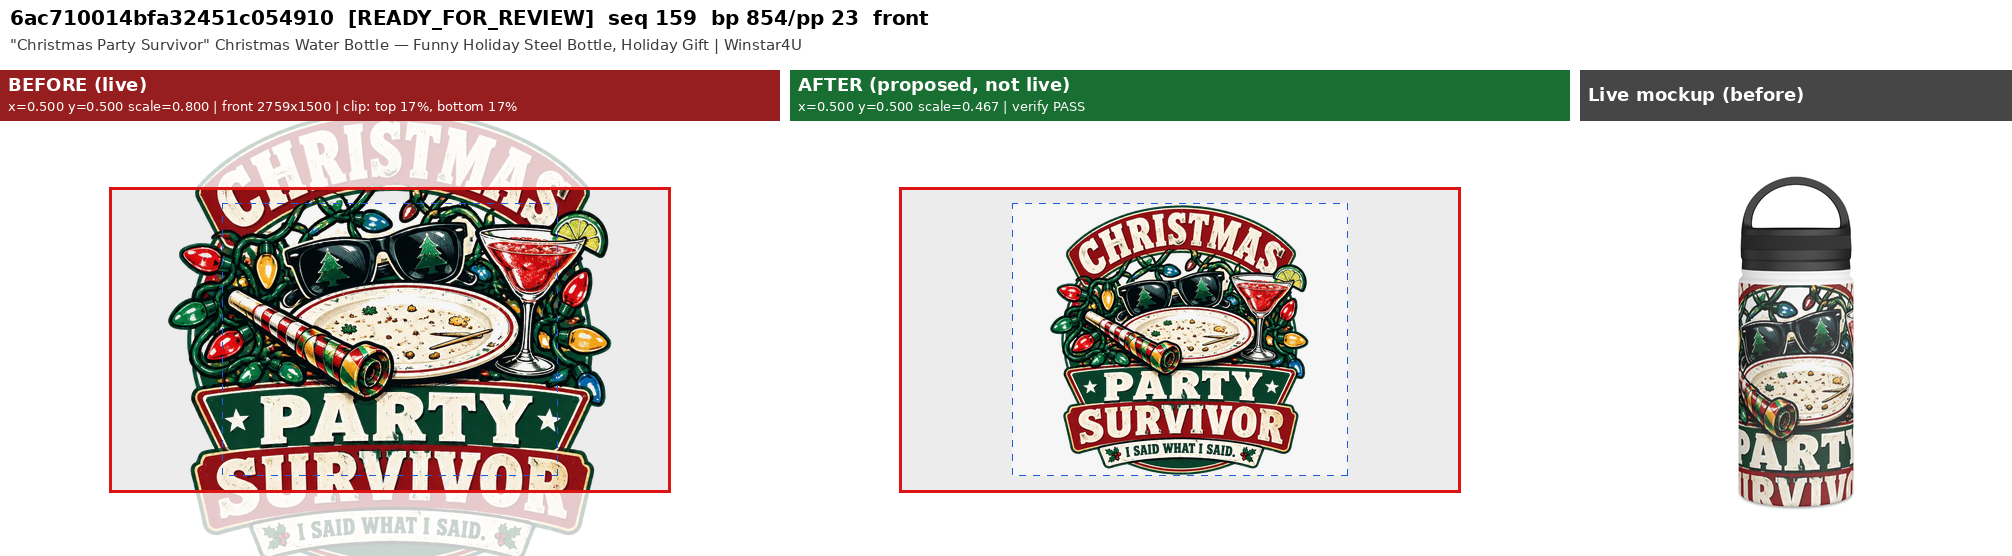 6ac710014bfa32451c054910  [READY_FOR_REVIEW]  seq 159  bp 854/pp 23  front
"Christmas Party Survivor" Christmas Water Bottle — Funny Holiday Steel Bottle, Holiday Gift | Winstar4U
BEFORE (live)
x=0.500 y=0.500 scale=0.800 | front 2759x1500 | clip: top 17%, bottom 17%
CHRISTMAS
PARTY
SURVIVOR
I SAID WHAT I SAID.
AFTER (proposed, not live)
x=0.500 y=0.500 scale=0.467 | verify PASS
CHRISTMAS
PARTY
SURVIVOR
I SAID WHAT I SAID.
Live mockup (before)
PARTY
URVIVO